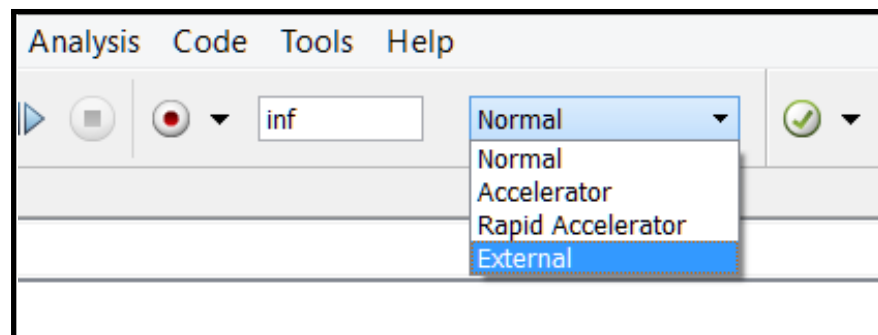 Analysis Code Tools Help
inf Normal
Normal
Accelerator
Rapid Accelerator
External